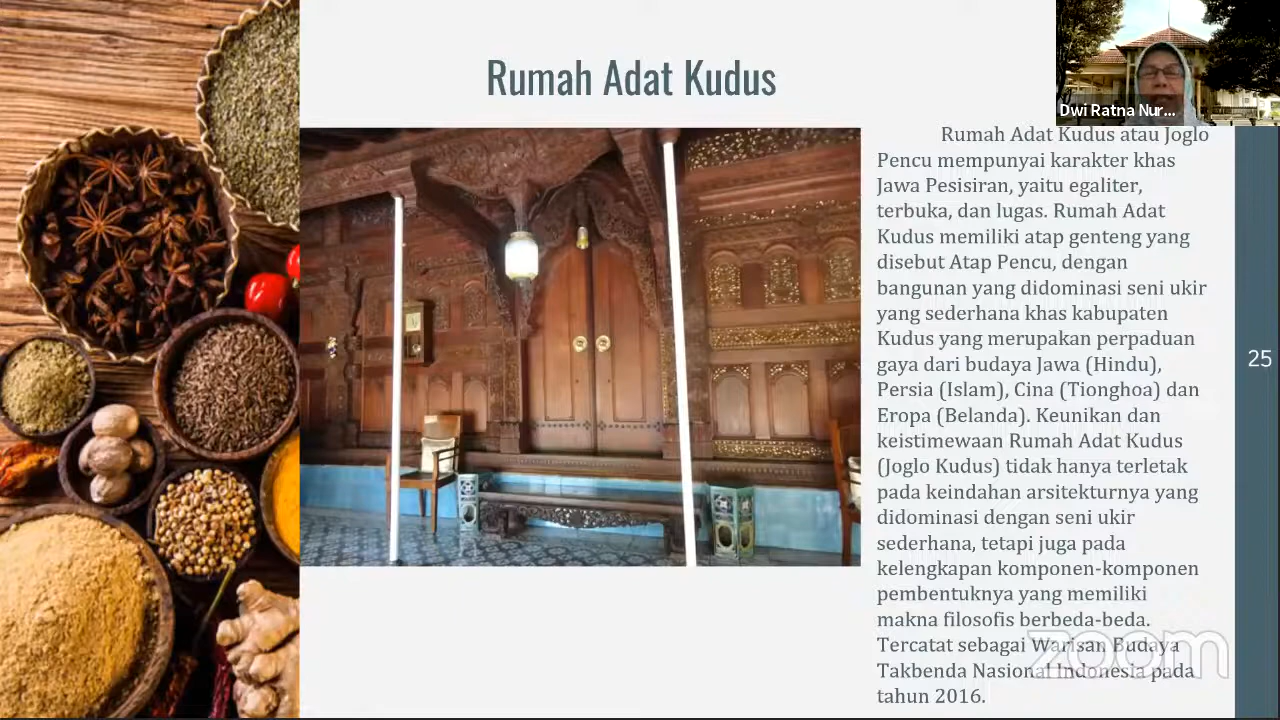 Rumah Adat Kudus
Dwi Ratna Nur...
Rumah Adat Kudus atau Joglo
Pencu mempunyai karakter khas
Jawa Pesisiran, yaitu egaliter,
terbuka, dan lugas. Rumah Adat
Kudus memiliki atap genteng yang
disebut Atap Pencu, dengan
bangunan yang didominasi seni ukir
yang sederhana khas kabupaten
Kudus yang merupakan perpaduan
gaya dari budaya Jawa (Hindu),
Persia (Islam), Cina (Tionghoa) dan
Eropa (Belanda). Keunikan dan
keistimewaan Rumah Adat Kudus
(Joglo Kudus) tidak hanya terletak
pada keindahan arsitekturnya yang
didominasi dengan seni ukir
sederhana, tetapi juga pada
kelengkapan komponen-komponen
pembentuknya yang memiliki
makna filosofis berbeda-beda.
Tercatat sebagai Warisan Budaya
Takbenda Nasional Indonesia pada
tahun 2016.
25
zoom